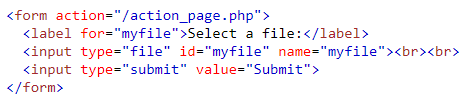 <form action="/action_page.php">
  <label for="myfile">Select a file:</label>
  <input type="file" id="myfile" name="myfile"><br><br>
  <input type="submit" value="Submit">
</form>